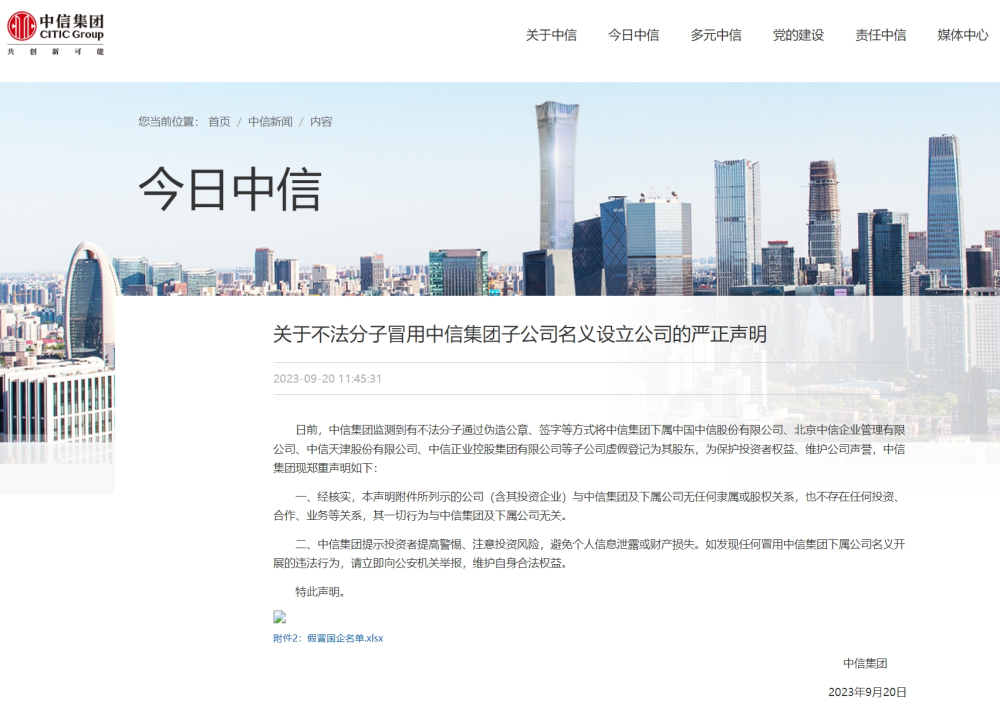 中信集团
CITIC Group
共创新可能
关于中信 今日中信 多元中信 党的建设 责任中信 媒体中心
您当前位置： 首页 / 中信新闻 / 内容
今日中信
关于不法分子冒用中信集团子公司名义设立公司的严正声明
2023-09-20 11:45:31
日前，中信集团监测到有不法分子通过伪造公章、签字等方式将中信集团下属中国中信股份有限公司、北京中信企业管理有限
公司、中信天津股份有限公司、中信正业控股集团有限公司等子公司虚假登记为其股东，为保护投资者权益、维护公司声誉，中信
集团现郑重声明如下：
一、经核实，本声明附件所列示的公司（含其投资企业）与中信集团及下属公司无任何隶属或股权关系，也不存在任何投资、
合作、业务等关系，其一切行为与中信集团及下属公司无关。
二、中信集团提示投资者提高警惕、注意投资风险，避免个人信息泄露或财产损失。如发现任何冒用中信集团下属公司名义开
展的违法行为，请立即向公安机关举报，维护自身合法权益。
特此声明。
附件2：假冒国企名单.xlsx
中信集团
2023年9月20日